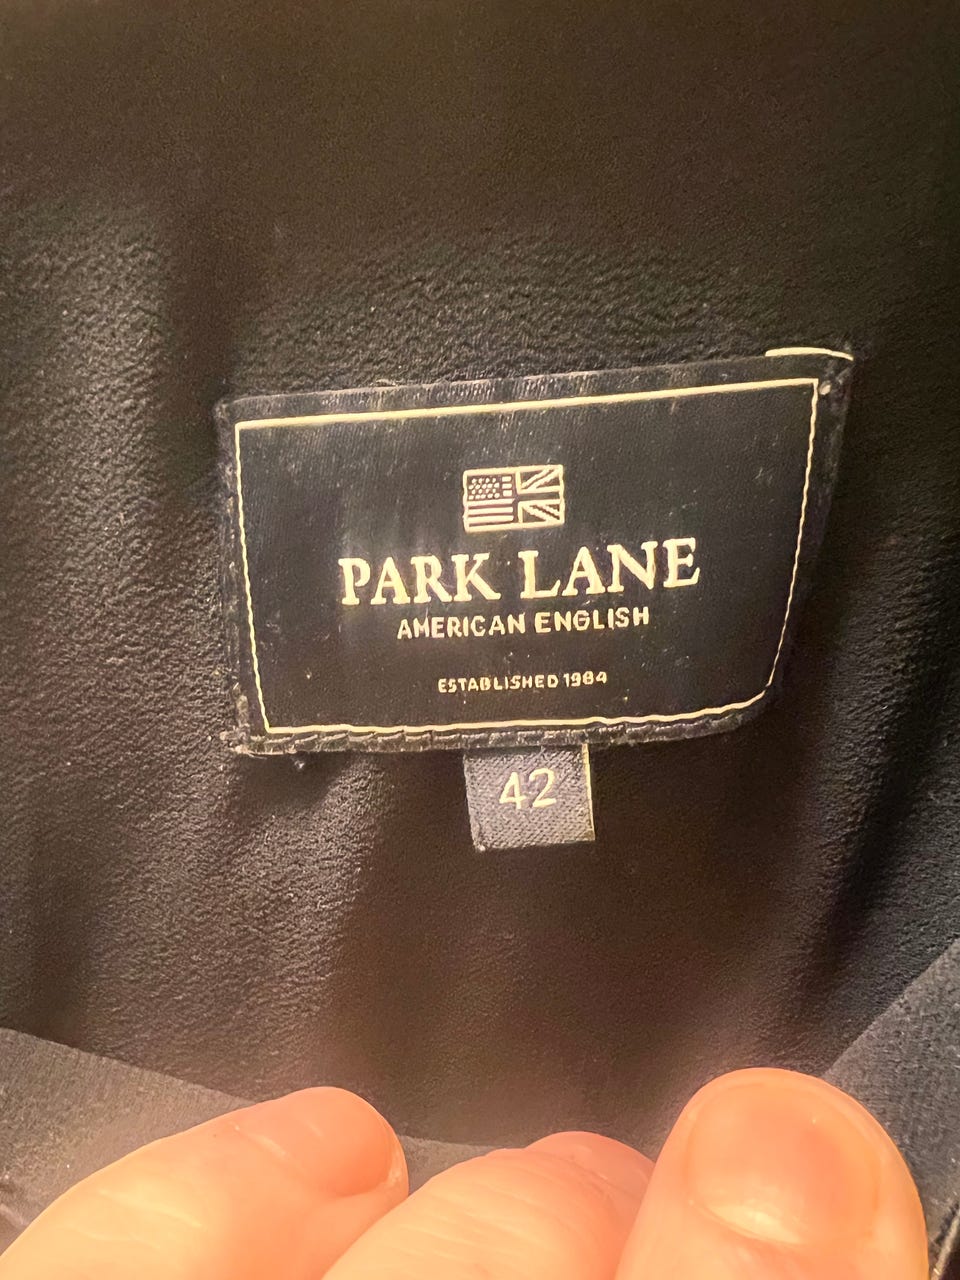 PARK LANE
AMERICAN ENGLISH
ESTABLISHED 1984
42